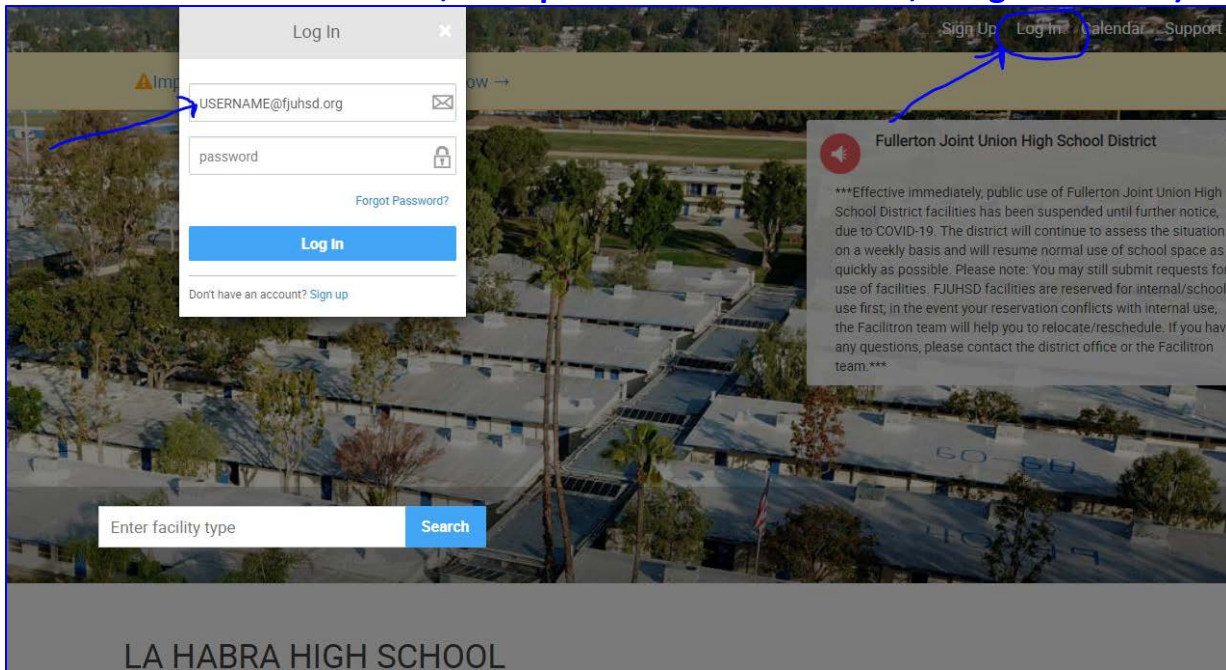 Log In
Sign Up Log In Calendar Support
Imp
ow →
USERNAME@fjuhsd.org
password
Forgot Password?
Log In
Don't have an account? Sign up
Fullerton Joint Union High School District
***Effective immediately, public use of Fullerton Joint Union High
School District facilities has been suspended until further notice,
due to COVID-19. The district will continue to assess the situation
on a weekly basis and will resume normal use of school space as
quickly as possible. Please note: You may still submit requests for
use of facilities. FJUHSD facilities are reserved for internal/school
use first; in the event your reservation conflicts with internal use,
the Facilitron team will help you to relocate/reschedule. If you hav
any questions, please contact the district office or the Facilitron
team.***
Enter facility type
Search
LA HABRA HIGH SCHOOL